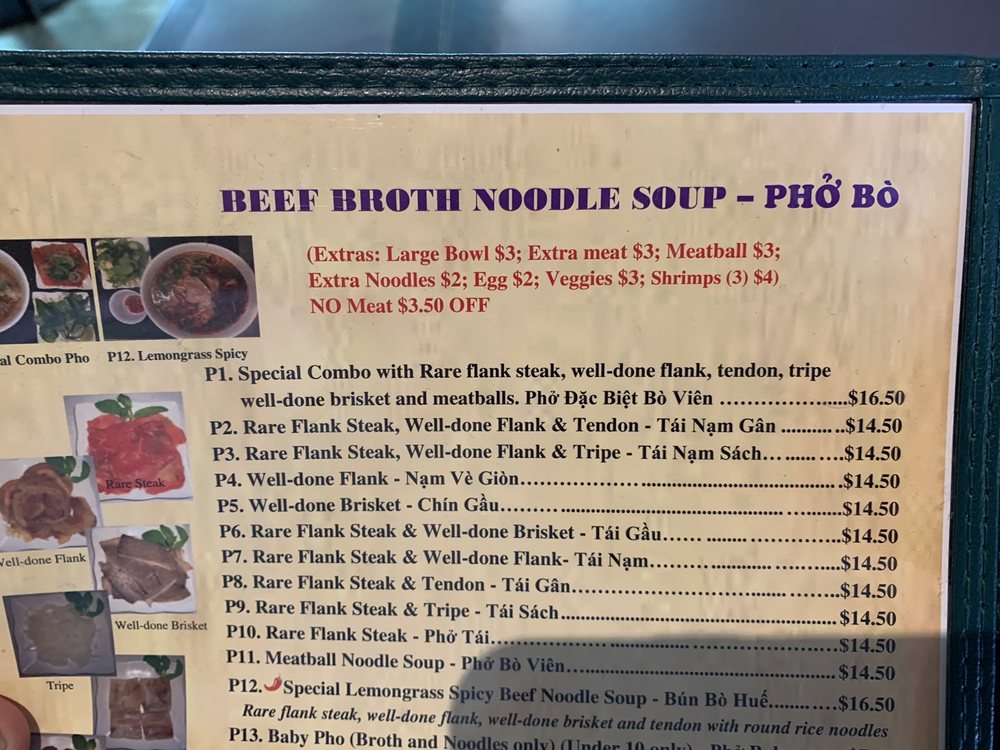 BEEF BROTH NOODLE SOUP – PHỞ BÒ
(Extras: Large Bowl $3; Extra meat $3; Meatball $3;
Extra Noodles $2; Egg $2; Veggies $3; Shrimps (3) $4)
NO Meat $3.50 OFF
al Combo Pho
P12. Lemongrass Spicy
P1. Special Combo with Rare flank steak, well-done flank, tendon, tripe
well-done brisket and meatballs. Phở Đặc Biệt Bò Viên ………………....$16.50
P2. Rare Flank Steak, Well-done Flank & Tendon - Tái Nạm Gân ............$14.50
P3. Rare Flank Steak, Well-done Flank & Tripe - Tái Nạm Sách… ...... …..$14.50
P4. Well-done Flank - Nạm Vè Giòn……………........................................$14.50
P5. Well-done Brisket - Chín Gầu……… ........................................ ….......$14.50
P6. Rare Flank Steak & Well-done Brisket - Tái Gầu…… ........ …………..$14.50
P7. Rare Flank Steak & Well-done Flank- Tái Nạm……… ........... ………..$14.50
P8. Rare Flank Steak & Tendon - Tái Gân…………………....... ……..$14.50
P9. Rare Flank Steak & Tripe - Tái Sách.................................................$14.50
P10. Rare Flank Steak - Phở Tái………..................... ………………..$14.50
P11. Meatball Noodle Soup - Phở Bò Viên…..........................................$14.50
P12.🌶Special Lemongrass Spicy Beef Noodle Soup - Bún Bò Huế........….$16.50
Rare flank steak, well-done flank, well-done brisket and tendon with round rice noodles
P13. Baby Pho (Broth and Noodles only) (Under 10 only) - Phở
Rare Steak
Well-done Flank
Well-done Brisket
Tripe